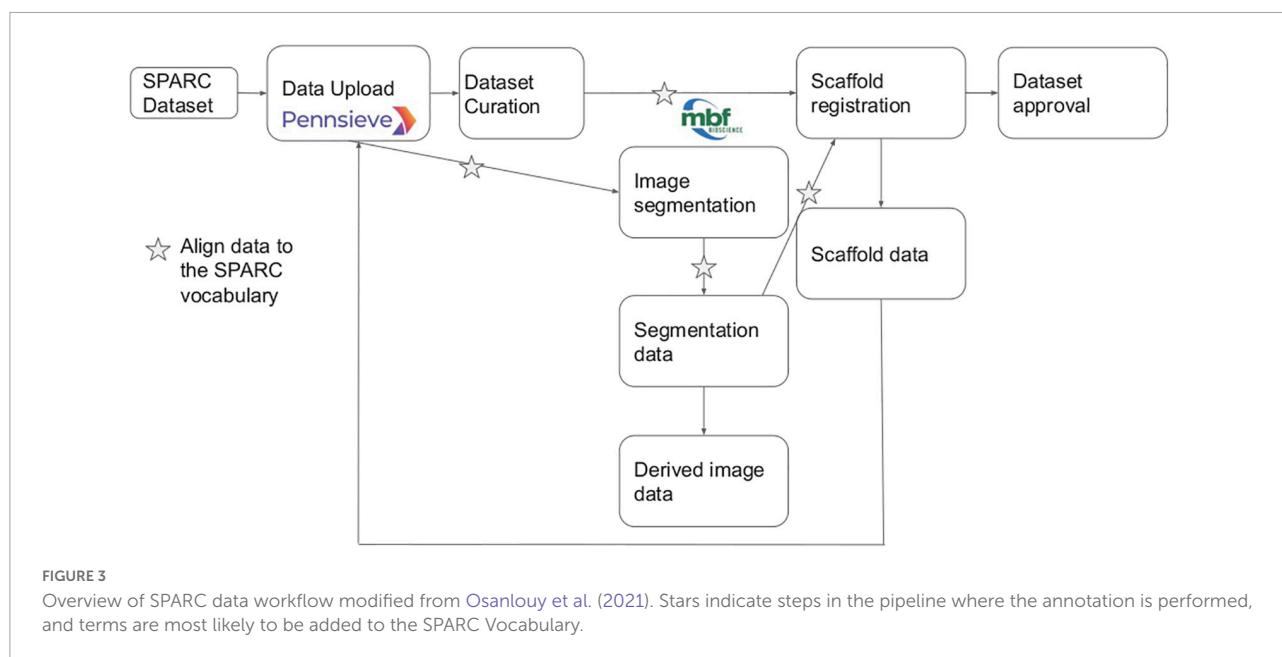 SPARC
Dataset
Data Upload
Pennsieve
Dataset
Curation
mbf
BIOSCIENCE
Scaffold
registration
Dataset
approval
Image
segmentation
Align data to
the SPARC
vocabulary
Scaffold data
Segmentation
data
Derived image
data
FIGURE 3
Overview of SPARC data workflow modified from Osanlouy et al. (2021). Stars indicate steps in the pipeline where the annotation is performed,
and terms are most likely to be added to the SPARC Vocabulary.